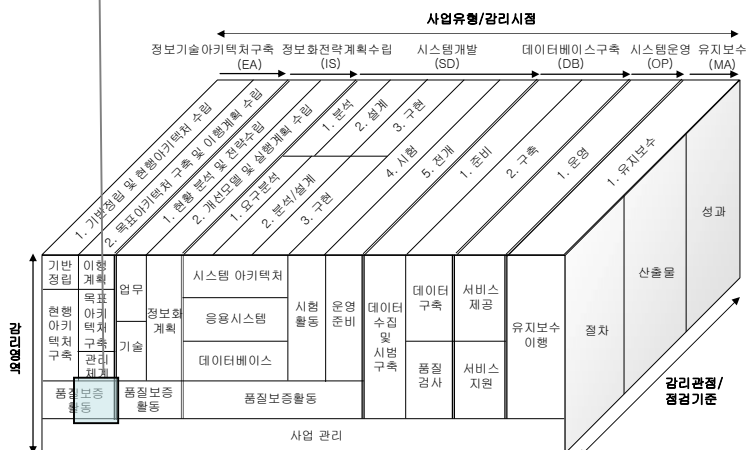 사업유형/감리시점
정보기술아키텍처구축
(EA)
정보화전략계획수립
(IS)
시스템개발
(SD)
데이터베이스구축
(DB)
시스템운영
(OP)
유지보수
(MA)
1. 기반정립 및 현행아키텍처 수립
2. 목표아키텍처 구축 및 이행계획 수립
1. 현황 분석 및 전략수립
2. 개선모델 및 실행계획 수립
1. 분석
2. 설계
3. 구현
1. 요구분석
2. 분석/설계
3. 구현
4. 시험
5. 전개
1. 준비
2. 구축
1. 운영
1. 유지보수
감리영역
기반
정립
이행
계획
현행
아키
텍처
구축
목표
아키
텍처
구축
관리
체계
업무
기술
정보화
계획
시스템 아키텍처
응용시스템
데이터베이스
시험
활동
운영
준비
데이터
수집
및
시범
구축
데이터
구축
품질
검사
서비스
제공
서비스
지원
유지보수
이행
품질보증
활동
품질보증
활동
품질보증활동
사업 관리
절차
산출물
성과
감리관점/
점검기준